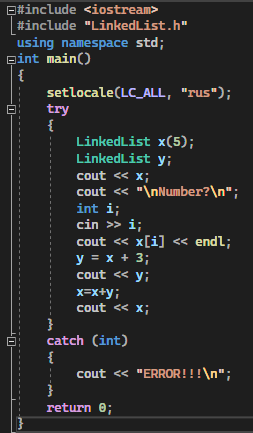 #include <iostream>
#include "LinkedList.h"
using namespace std;
int main()
{
setlocale(LC_ALL, "rus");
try
{
LinkedList x(5);
LinkedList y;
cout << x;
cout << "\nNumber?\n";
int i;
cin >> i;
cout << x[i] << endl;
y = x + 3;
cout << y;
x=x+y;
cout << x;
}
catch (int)
{
cout << "ERROR!!!\n";
}
return 0;
}